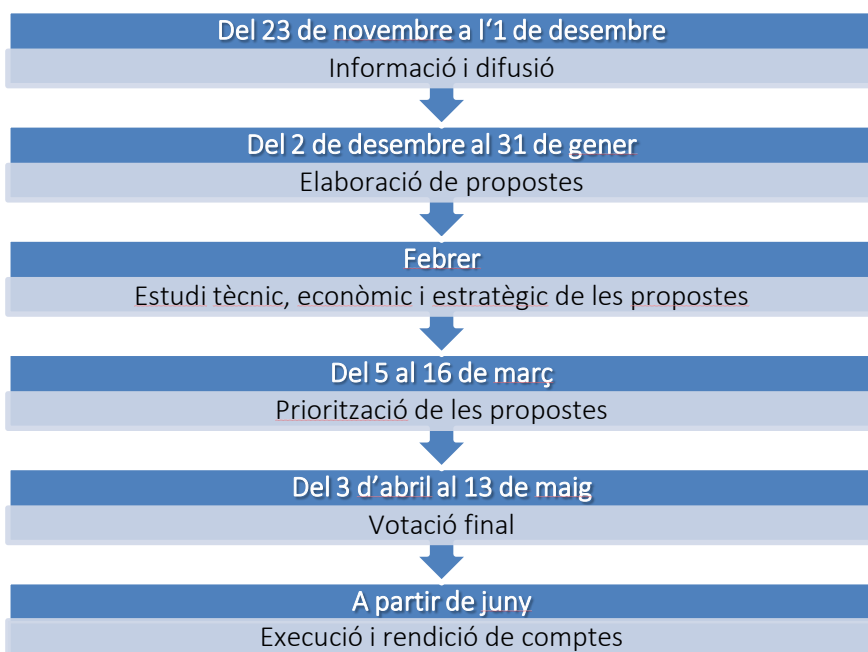 Del 23 de novembre a l‘1 de desembre
Informació i difusió
Del 2 de desembre al 31 de gener
Elaboració de propostes
Febrer
Estudi tècnic, econòmic i estratègic de les propostes
Del 5 al 16 de març
Priorització de les propostes
Del 3 d’abril al 13 de maig
Votació final
A partir de juny
Execució i rendició de comptes